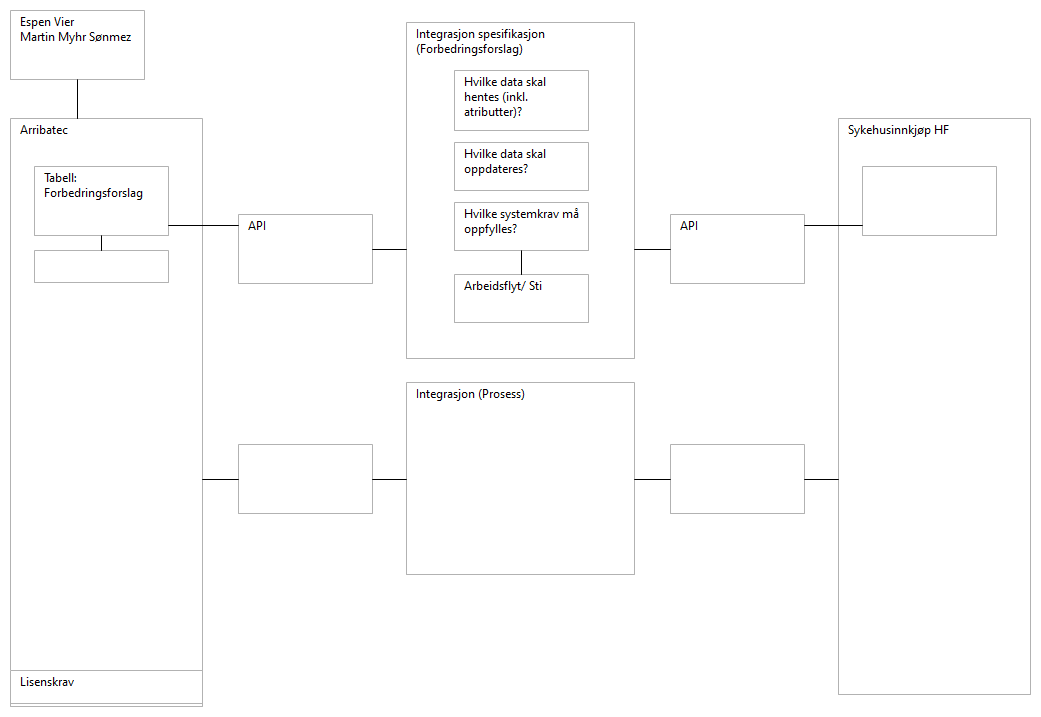 Espen Vier
Martin Myhr Sønmez
Arribatec
Tabell:
Forbedringsforslag
API
Integrasjon spesifikasjon
(Forbedringsforslag)
Hvilke data skal
hentes (inkl.
atributter)?
Hvilke data skal
oppdateres?
Hvilke systemkrav må
oppfylles?
Arbeidsflyt/ Sti
API
Sykehusinnkjøp HF
Integrasjon (Prosess)
Lisenskrav